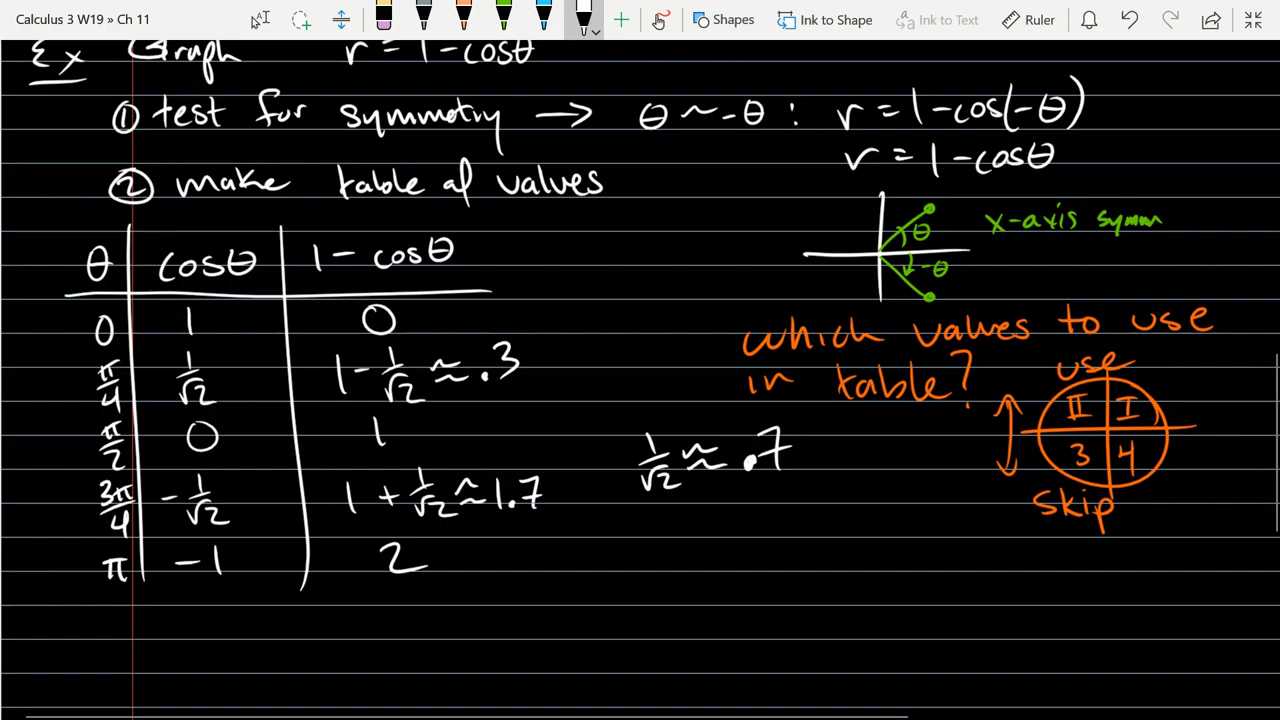 Calculus 3 W19 » Ch 11
Shapes Ink to Shape Ink to Text Ruler
Ex Graph r = 1 - cosθ
① test for symmetry → θ ~ -θ : r = 1 - cos(-θ)
r = 1 - cosθ
② make table of values
x-axis symm
θ
-θ
θ cosθ 1 - cosθ
0 1 0
π/4 1/√2 1 - 1/√2 ≈ .3
π/2 0 1
3π/4 -1/√2 1 + 1/√2 ≈ 1.7
π -1 2
1/√2 ≈ .7
which values to use
in table?
use
II I
3 4
skip